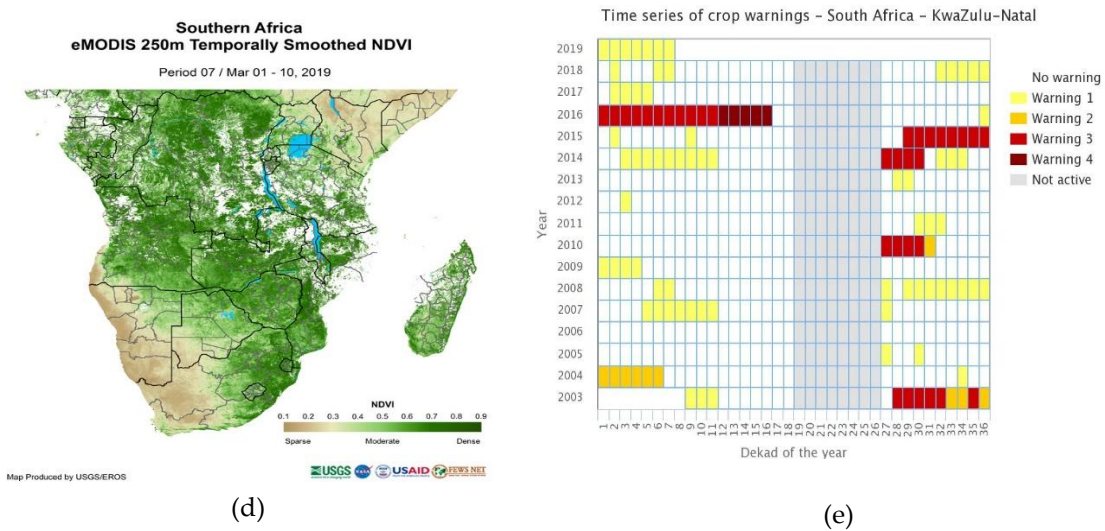 Southern Africa
eMODIS 250m Temporally Smoothed NDVI
Period 07 / Mar 01 - 10, 2019
NDVI
0.1 0.2 0.3 0.4 0.5 0.6 0.7 0.8 0.9
Sparse Moderate Dense
Map Produced by USGS/EROS
USGS
NASA
USAID
FEWS NET
(d)
Time series of crop warnings - South Africa - KwaZulu-Natal
Year
2019
2018
2017
2016
2015
2014
2013
2012
2011
2010
2009
2008
2007
2006
2005
2004
2003
1 2 3 4 5 6 7 8 9 10 11 12 13 14 15 16 17 18 19 20 21 22 23 24 25 26 27 28 29 30 31 32 33 34 35 36
Dekad of the year
No warning
Warning 1
Warning 2
Warning 3
Warning 4
Not active
(e)